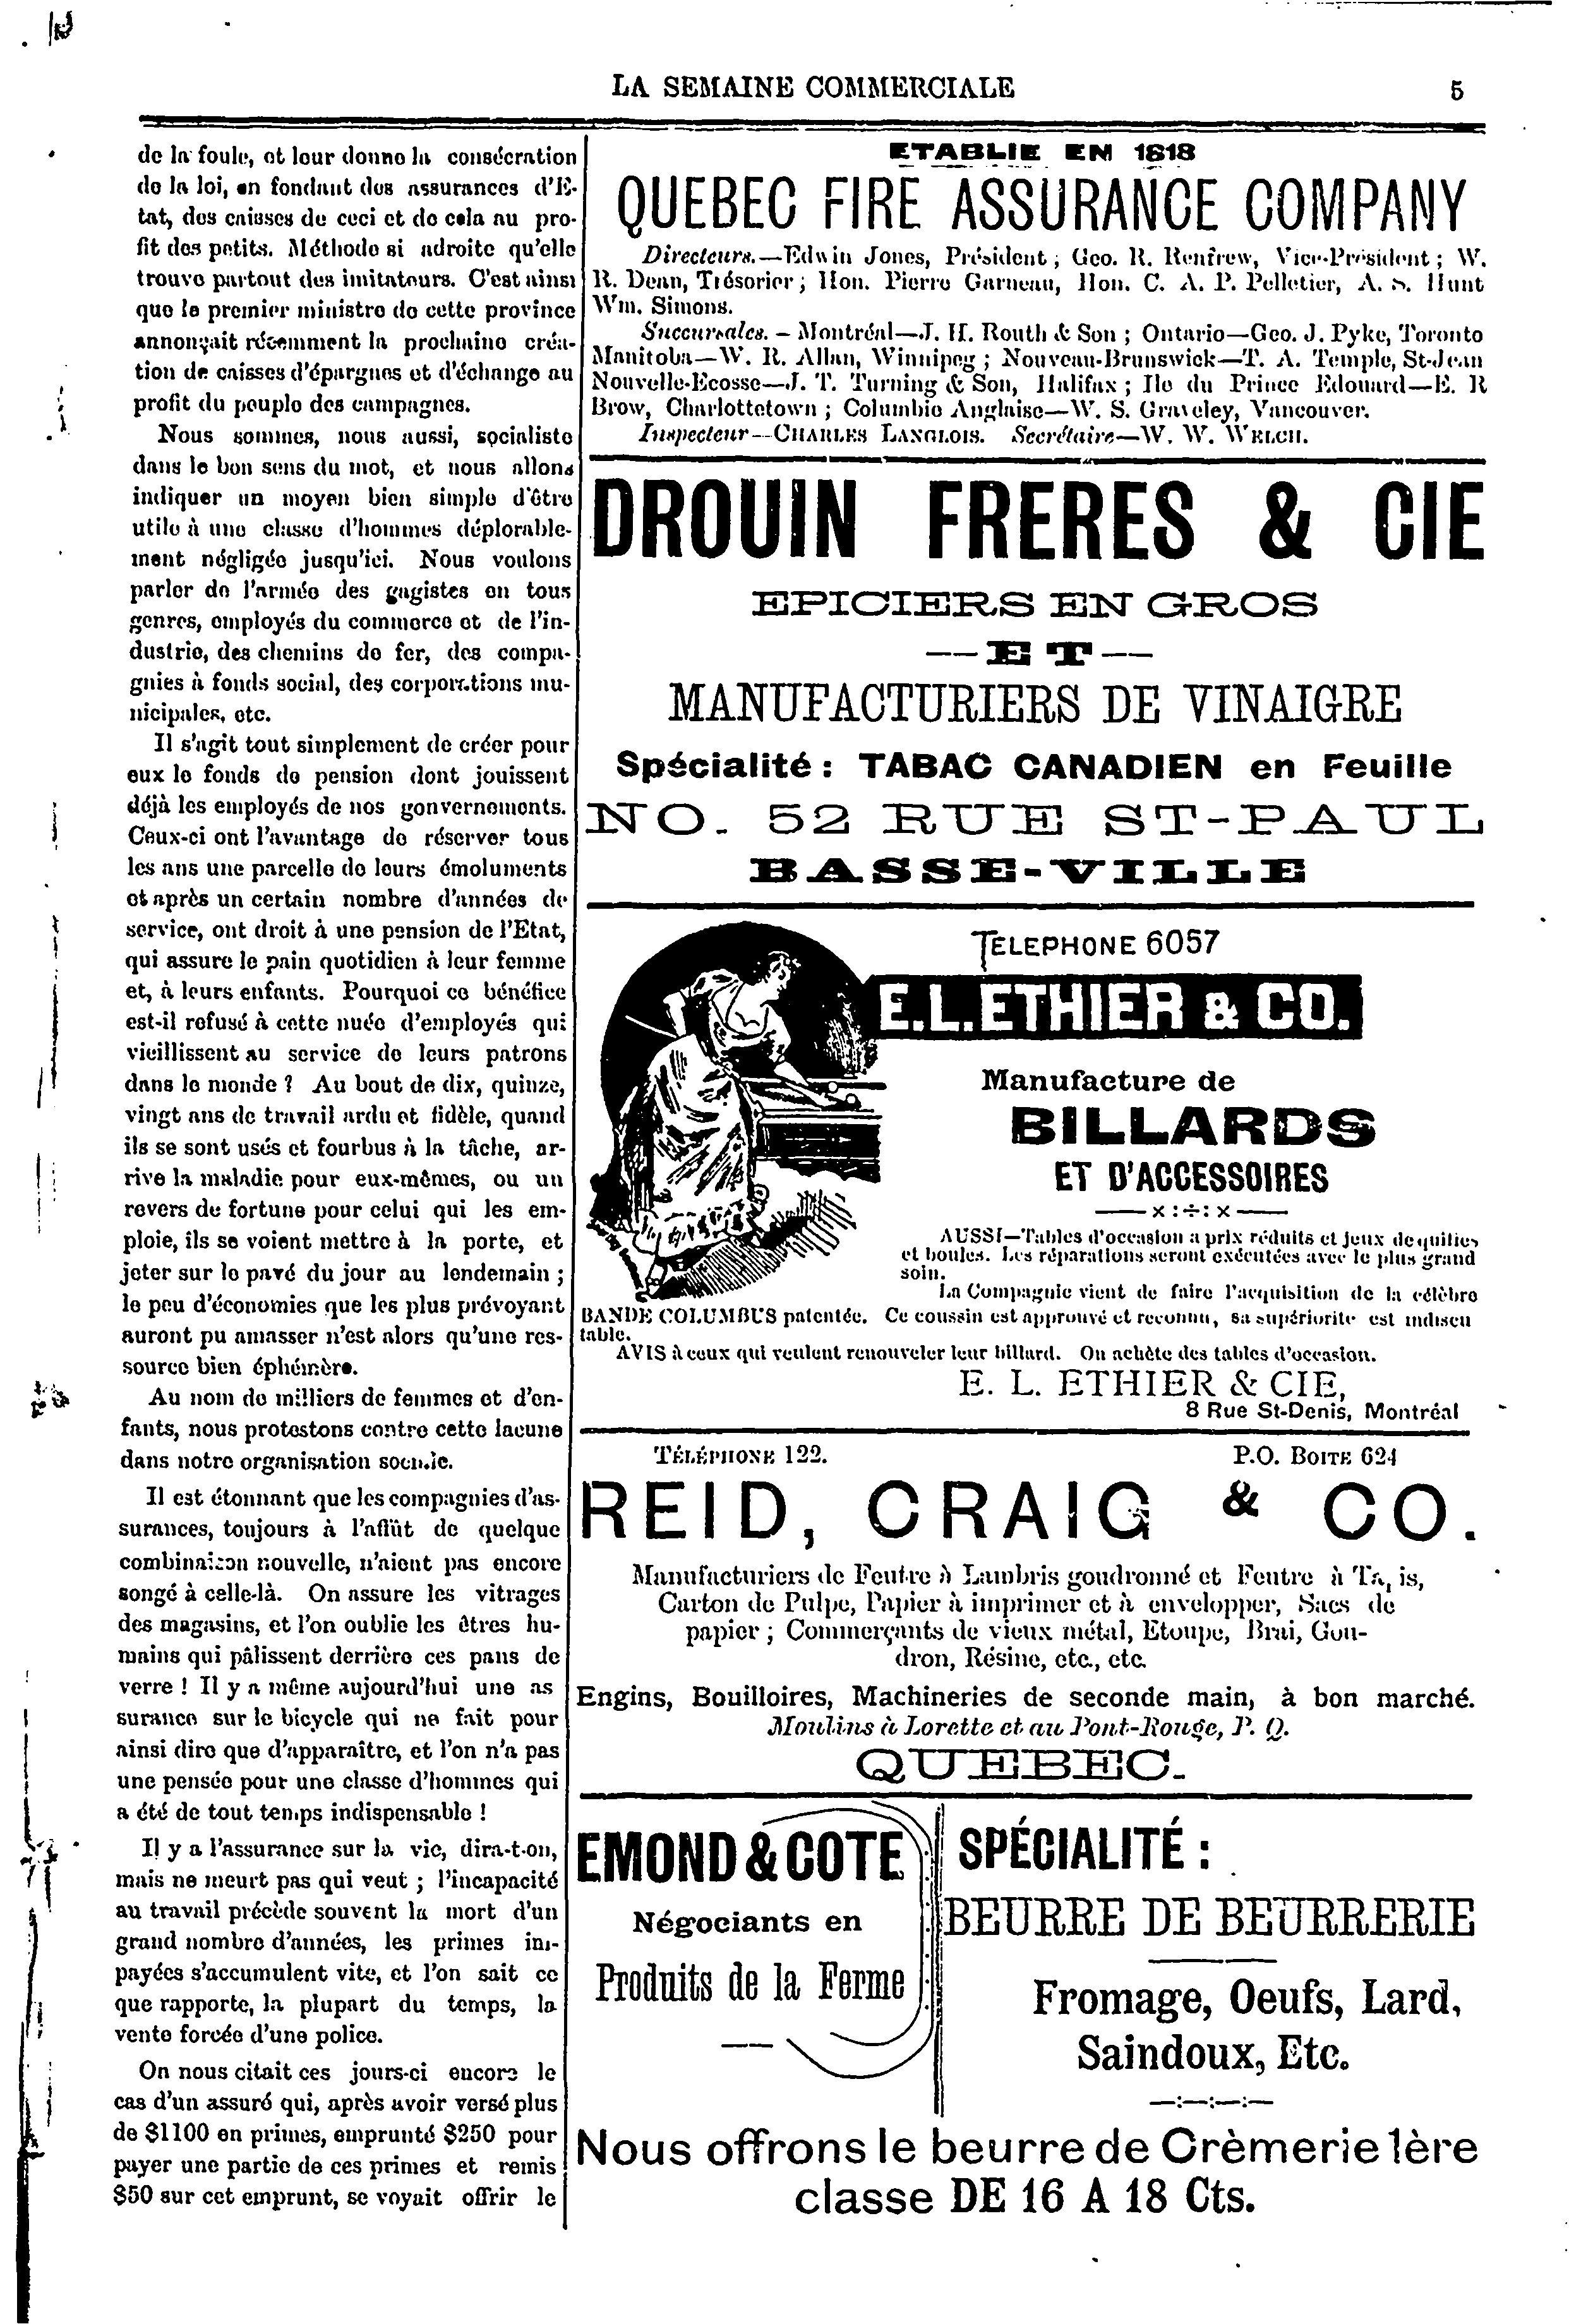 LA SEMAINE COMMERCIALE 5
de la foule, et leur donne la consécration
de la loi, en fondant des assurances d'E-
tat, des caisses de ceci et de cela au pro-
fit des petits. Méthode si adroite qu'elle
trouve partout des imitateurs. C'est ainsi
que le premier ministre de cette province
annonçait récemment la prochaine créa-
tion de caisses d'épargnes et d'échange au
profit du peuple des campagnes.
Nous sommes, nous aussi, socialiste
dans le bon sens du mot, et nous allons
indiquer un moyen bien simple d'être
utile à une classe d'hommes déplorable-
ment négligée jusqu'ici. Nous voulons
parler de l'armée des gagistes en tous
genres, employés du commerce et de l'in-
dustrie, des chemins de fer, des compa-
gnies à fonds social, des corporations mu-
nicipales, etc.
Il s'agit tout simplement de créer pour
eux le fonds de pension dont jouissent
déjà les employés de nos gonvernements.
Ceux-ci ont l'avantage de réserver tous
les ans une parcelle de leurs émoluments
et après un certain nombre d'années de
service, ont droit à une pension de l'Etat,
qui assure le pain quotidien à leur femme
et, à leurs enfants. Pourquoi ce bénéfice
est-il refusé à cette nuée d'employés qui
vieillissent au service de leurs patrons
dans le monde ? Au bout de dix, quinze,
vingt ans de travail ardu et fidèle, quand
ils se sont usés et fourbus à la tâche, ar-
rive la maladie pour eux-mêmes, ou un
revers de fortune pour celui qui les em-
ploie, ils se voient mettre à la porte, et
jeter sur le pavé du jour au lendemain ;
le peu d'économies que les plus prévoyant
auront pu amasser n'est alors qu'une res-
source bien éphémère.
Au nom de milliers de femmes et d'en-
fants, nous protestons contre cette lacune
dans notre organisation sociale.
Il est étonnant que les compagnies d'as-
surances, toujours à l'affût de quelque
combinaison nouvelle, n'aient pas encore
songé à celle-là. On assure les vitrages
des magasins, et l'on oublie les êtres hu-
mains qui pâlissent derrière ces pans de
verre ! Il y a même aujourd'hui une as
surance sur le bicycle qui ne fait pour
ainsi dire que d'apparaître, et l'on n'a pas
une pensée pour une classe d'hommes qui
a été de tout temps indispensable !
Il y a l'assurance sur la vie, dira-t-on,
mais ne meurt pas qui veut ; l'incapacité
au travail précède souvent la mort d'un
grand nombre d'années, les primes im-
payées s'accumulent vite, et l'on sait ce
que rapporte, la plupart du temps, la
vente forcée d'une police.
On nous citait ces jours-ci encore le
cas d'un assuré qui, après avoir versé plus
de $1100 en primes, emprunté $250 pour
payer une partie de ces primes et remis
$50 sur cet emprunt, se voyait offrir le
ETABLIE EN 1818
QUEBEC FIRE ASSURANCE COMPANY
Directeurs.—Edwin Jones, Président ; Geo. R. Renfrew, Vice-Président ; W.
R. Dean, Trésorier ; Hon. Pierre Garneau, Hon. C. A. P. Pelletier, A. S. Hunt
Wm. Simons.
Succursales. – Montréal—J. H. Routh & Son ; Ontario—Geo. J. Pyke, Toronto
Manitoba—W. R. Allan, Winnipeg ; Nouveau-Brunswick—T. A. Temple, St-Jean
Nouvelle-Ecosse—J. T. Turning & Son, Halifax ; Ile du Prince Edouard—E. R
Brow, Charlottetown ; Columbie Anglaise—W. S. Graveley, Vancouver.
Inspecteur—CHARLES LANGLOIS. Secrétaire—W. W. WELCH.
DROUIN FRERES & CIE
EPICIERS EN GROS
—ET—
MANUFACTURIERS DE VINAIGRE
Spécialité : TABAC CANADIEN en Feuille
NO. 52 RUE ST-PAUL
BASSE-VILLE
TELEPHONE 6057
E.L.ETHIER & CO.
Manufacture de
BILLARDS
ET D'ACCESSOIRES
AUSSI—Tables d'occasion a prix réduits et jeux de quilles
et boules. Les réparations seront exécutées avec le plus grand
soin.
La Compagnie vient de faire l'acquisition de la célèbre
BANDE COLUMBUS patentée. Ce coussin est approuvé et reconnu, sa supériorité est indiscu
table.
AVIS à ceux qui veulent renouveler leur billard. On achète des tables d'occasion.
E. L. ETHIER & CIE,
8 Rue St-Denis, Montréal
TÉLÉPHONE 122. P.O. BOITE 624
REID, CRAIG & CO.
Manufacturiers de Feutre à Lambris goudronné et Feutre à Tapis,
Carton de Pulpe, Papier à imprimer et à envelopper, Sacs de
papier ; Commerçants de vieux métal, Etoupe, Brai, Gou-
dron, Résine, etc., etc.
Engins, Bouilloires, Machineries de seconde main, à bon marché.
Moulins à Lorette et au Pont-Rouge, P. Q.
QUEBEC.
EMOND & COTE
Négociants en
Produits de la Ferme
SPÉCIALITÉ :
BEURRE DE BEURRERIE
Fromage, Oeufs, Lard,
Saindoux, Etc.
Nous offrons le beurre de Crèmerie 1ère
classe DE 16 A 18 Cts.